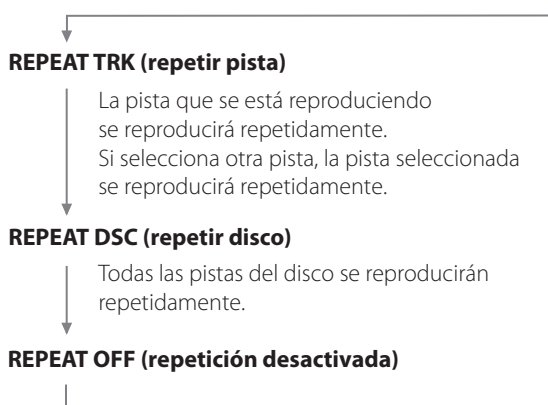 REPEAT TRK (repetir pista)
La pista que se está reproduciendo
se reproducirá repetidamente.
Si selecciona otra pista, la pista seleccionada
se reproducirá repetidamente.
REPEAT DSC (repetir disco)
Todas las pistas del disco se reproducirán
repetidamente.
REPEAT OFF (repetición desactivada)